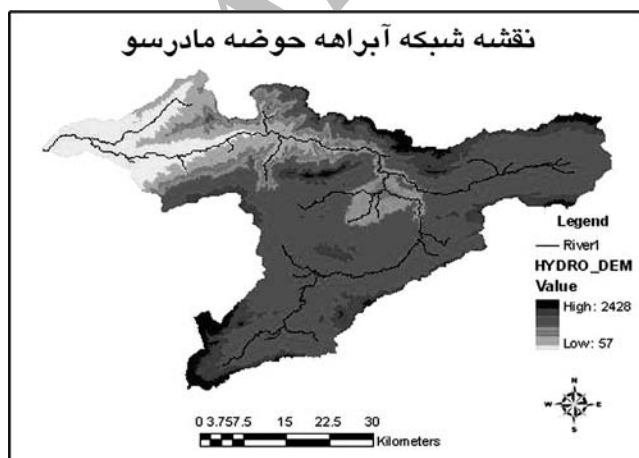 نقشه شبکه آبراهه حوضه مادرسو
Legend
River1
HYDRO_DEM
Value
High: 2428
Low: 57
N
W E
S
0 3.757.5 15 22.5 30
Kilometers